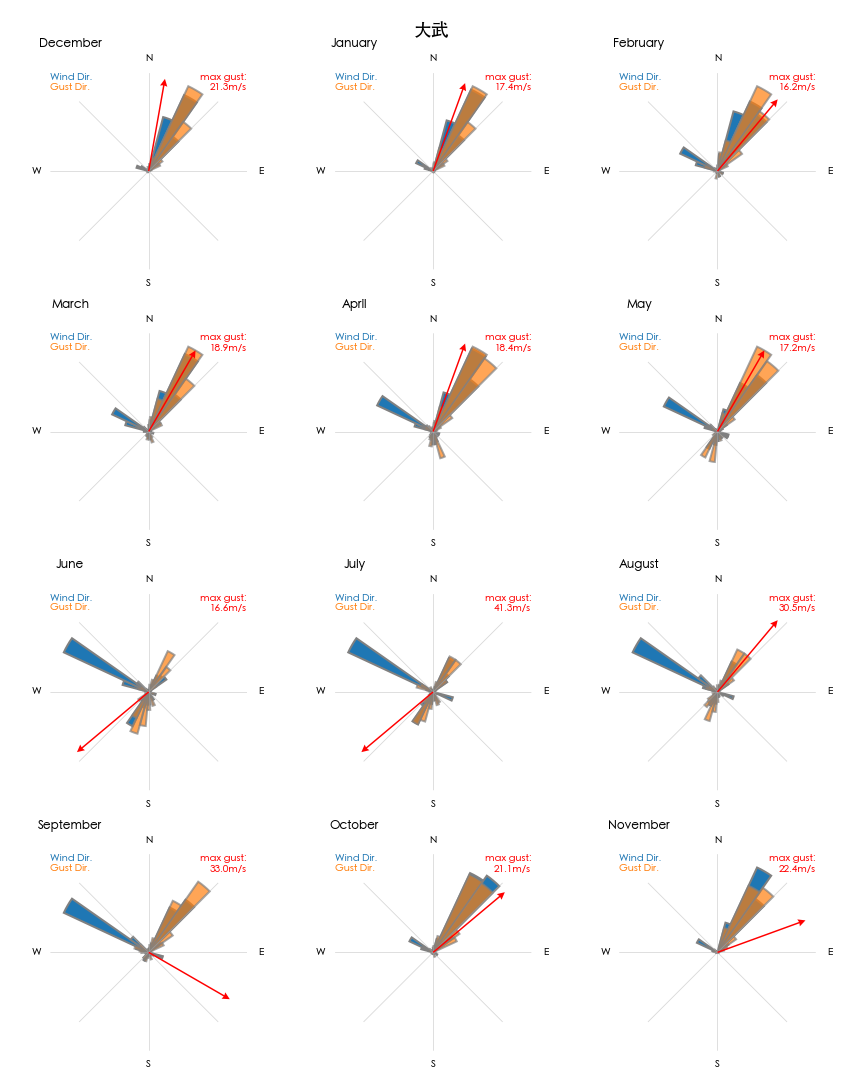 大武
December
N
Wind Dir.
Gust Dir.
max gust:
21.3m/s
W
E
S
January
N
Wind Dir.
Gust Dir.
max gust:
17.4m/s
W
E
S
February
N
Wind Dir.
Gust Dir.
max gust:
16.2m/s
W
E
S
March
N
Wind Dir.
Gust Dir.
max gust:
18.9m/s
W
E
S
April
N
Wind Dir.
Gust Dir.
max gust:
18.4m/s
W
E
S
May
N
Wind Dir.
Gust Dir.
max gust:
17.2m/s
W
E
S
June
N
Wind Dir.
Gust Dir.
max gust:
16.6m/s
W
E
S
July
N
Wind Dir.
Gust Dir.
max gust:
41.3m/s
W
E
S
August
N
Wind Dir.
Gust Dir.
max gust:
30.5m/s
W
E
S
September
N
Wind Dir.
Gust Dir.
max gust:
33.0m/s
W
E
S
October
N
Wind Dir.
Gust Dir.
max gust:
21.1m/s
W
E
S
November
N
Wind Dir.
Gust Dir.
max gust:
22.4m/s
W
E
S